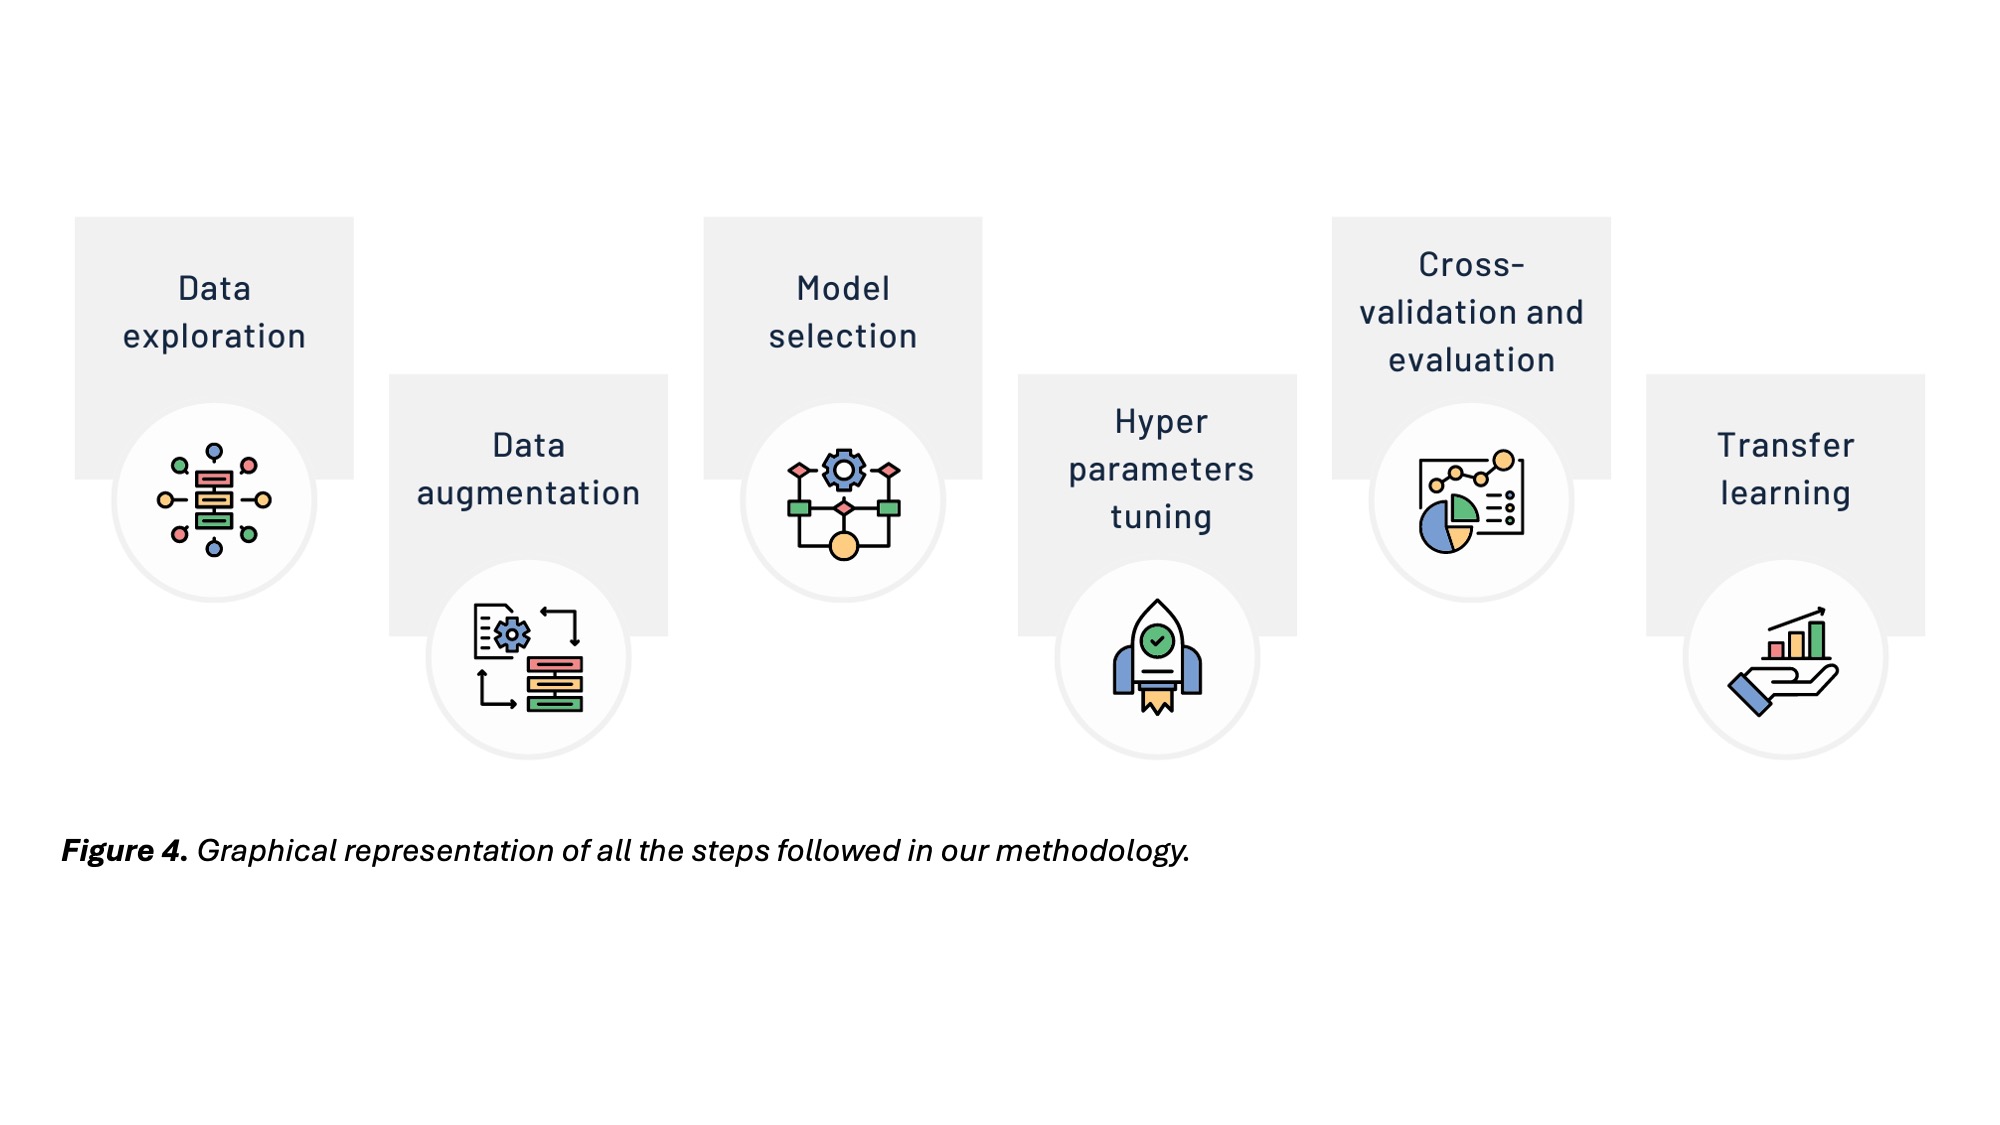 Data
exploration
Data
augmentation
Model
selection
Hyper
parameters
tuning
Cross-
validation and
evaluation
Transfer
learning
Figure 4. Graphical representation of all the steps followed in our methodology.